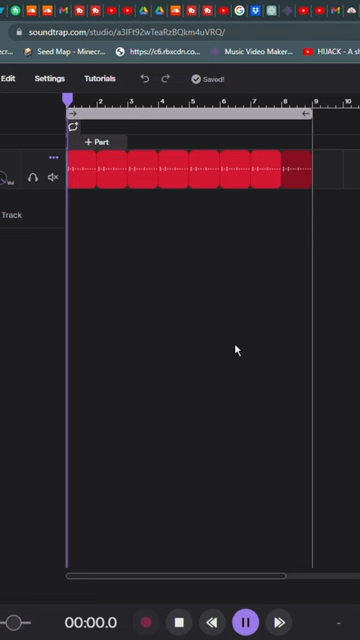 soundtrap.com/studio/a3IFt92wTeaRzBQkm4uVRQ/
Seed Map - Minecr...
https://c6.rbxcdn.co...
Music Video Maker...
HIJACK - A sh
Edit
Settings
Tutorials
Saved!
2
3
4
5
6
7
8
9
10
+ Part
Vol
Track
00:00.0
-